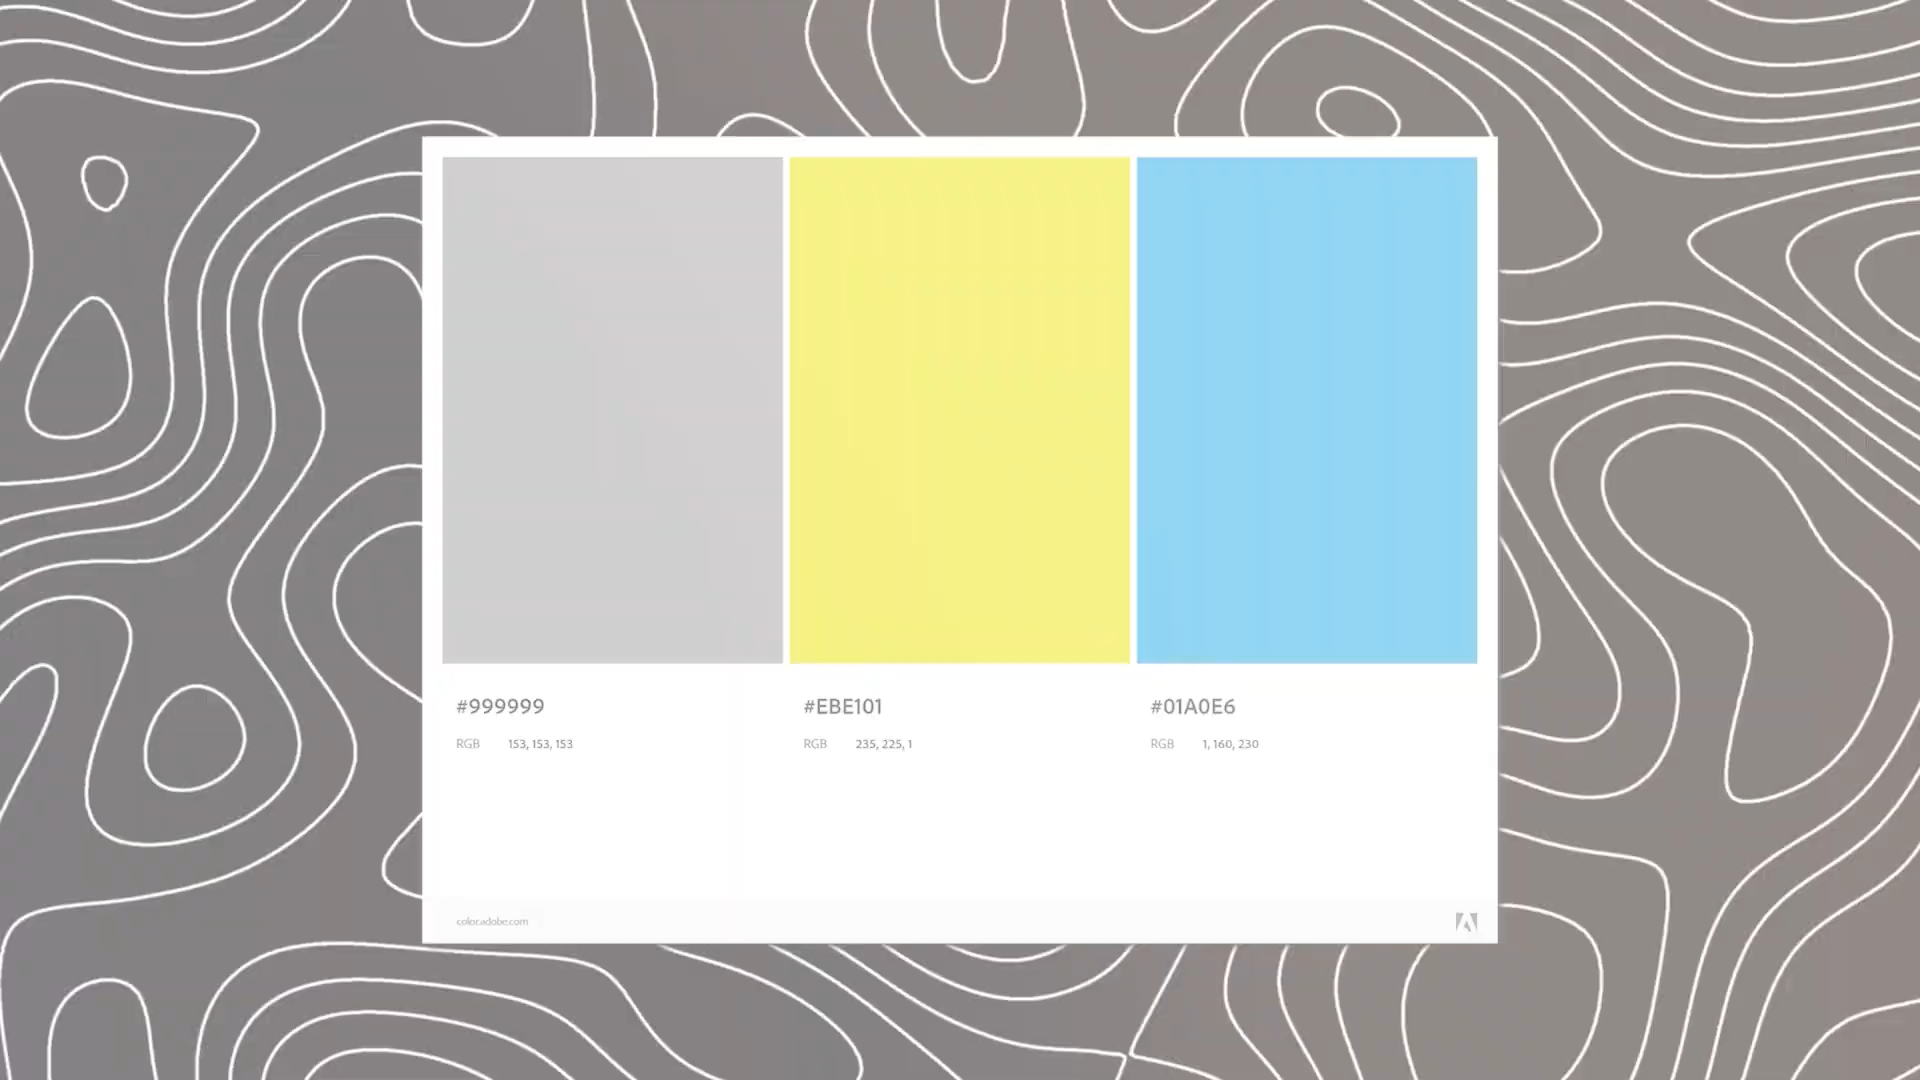 #999999
RGB 153, 153, 153
#EBE101
RGB 235, 225, 1
#01A0E6
RGB 1, 160, 230
color.adobe.com